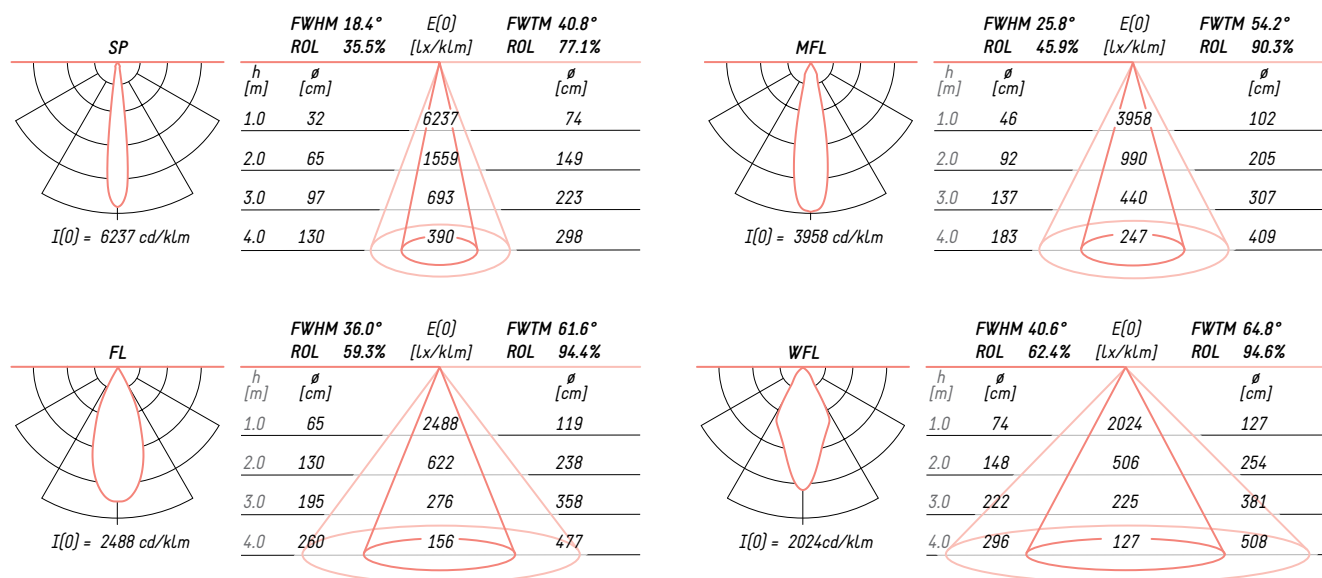 SP
FWHM 18.4° E(0) FWTM 40.8°
ROL 35.5% [lx/klm] ROL 77.1%
h ø ø
[m] [cm] [cm]
1.0 32 6237 74
2.0 65 1559 149
3.0 97 693 223
4.0 130 390 298
I(0) = 6237 cd/klm
MFL
FWHM 25.8° E(0) FWTM 54.2°
ROL 45.9% [lx/klm] ROL 90.3%
h ø ø
[m] [cm] [cm]
1.0 46 3958 102
2.0 92 990 205
3.0 137 440 307
4.0 183 247 409
I(0) = 3958 cd/klm
FL
FWHM 36.0° E(0) FWTM 61.6°
ROL 59.3% [lx/klm] ROL 94.4%
h ø ø
[m] [cm] [cm]
1.0 65 2488 119
2.0 130 622 238
3.0 195 276 358
4.0 260 156 477
I(0) = 2488 cd/klm
WFL
FWHM 40.6° E(0) FWTM 64.8°
ROL 62.4% [lx/klm] ROL 94.6%
h ø ø
[m] [cm] [cm]
1.0 74 2024 127
2.0 148 506 254
3.0 222 225 381
4.0 296 127 508
I(0) = 2024cd/klm